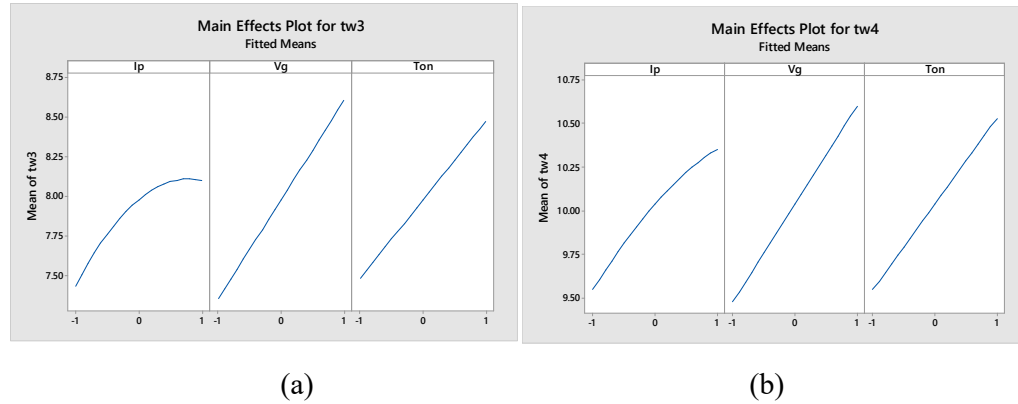 Main Effects Plot for tw3
Fitted Means
Ip Vg Ton
8.75
8.50
8.25
8.00
7.75
7.50
Mean of tw3
-1 0 1 -1 0 1 -1 0 1
(a)
Main Effects Plot for tw4
Fitted Means
Ip Vg Ton
10.75
10.50
10.25
10.00
9.75
9.50
Mean of tw4
-1 0 1 -1 0 1 -1 0 1
(b)